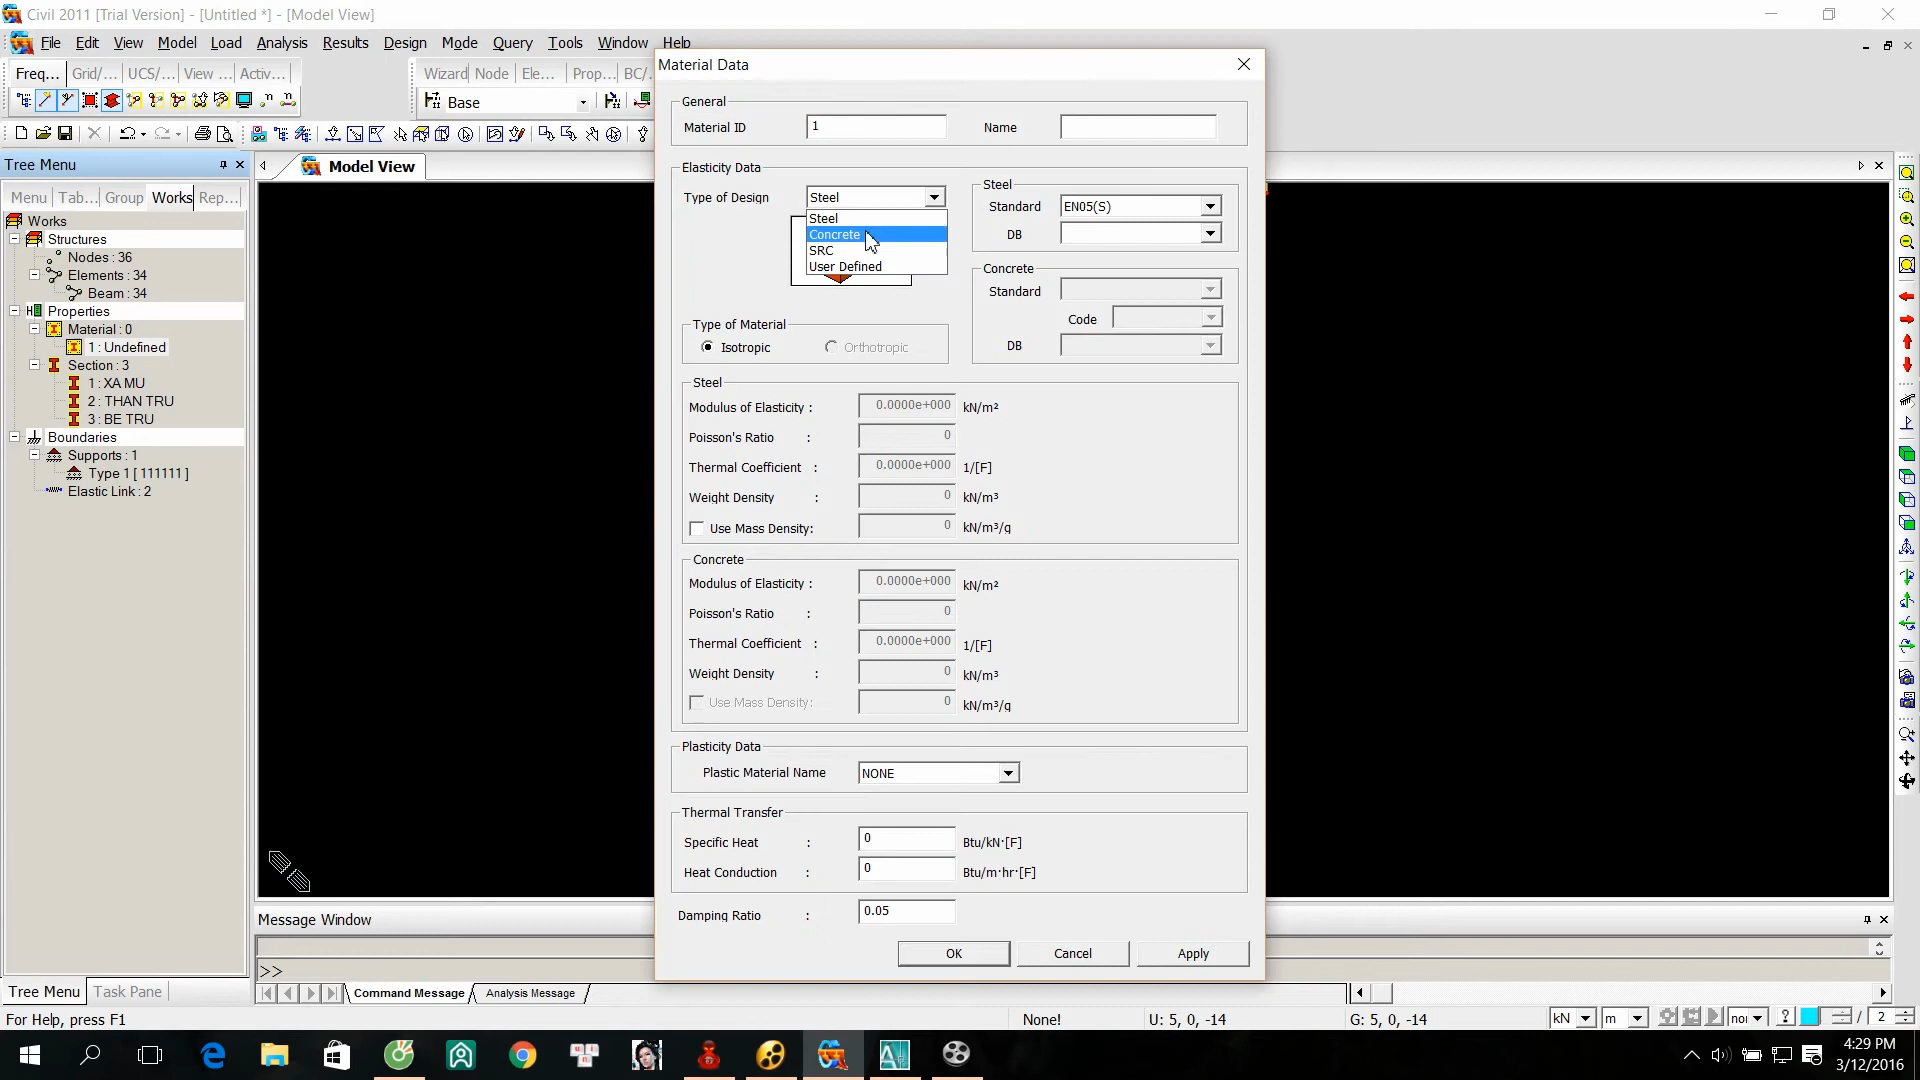 Civil 2011 [Trial Version] - [Untitled *] - [Model View]
File Edit View Model Load Analysis Results Design Mode Query Tools Window Help
Freq... Grid/... UCS/... View ... Activ... Wizard Node Ele... Prop... BC/
Base
Tree Menu
Model View
Menu Tab... Group Works Rep...
Works
Structures
Nodes : 36
Elements : 34
Beam : 34
Properties
Material : 0
1 : Undefined
Section : 3
1 : XA MU
2 : THAN TRU
3 : BE TRU
Boundaries
Supports : 1
Type 1 [ 111111 ]
Elastic Link : 2
Tree Menu Task Pane
Material Data
General
Material ID 1 Name
Elasticity Data
Type of Design Steel
Steel
Concrete
SRC
User Defined
Steel
Standard EN05(S)
DB
Concrete
Standard
Code
DB
Type of Material
Isotropic Orthotropic
Steel
Modulus of Elasticity : 0.0000e+000 kN/m²
Poisson's Ratio : 0
Thermal Coefficient : 0.0000e+000 1/[F]
Weight Density : 0 kN/m³
Use Mass Density: 0 kN/m³/g
Concrete
Modulus of Elasticity : 0.0000e+000 kN/m²
Poisson's Ratio : 0
Thermal Coefficient : 0.0000e+000 1/[F]
Weight Density : 0 kN/m³
Use Mass Density: 0 kN/m³/g
Plasticity Data
Plastic Material Name NONE
Thermal Transfer
Specific Heat : 0 Btu/kN·[F]
Heat Conduction : 0 Btu/m·hr·[F]
Damping Ratio : 0.05
OK Cancel Apply
Message Window
>>
Command Message Analysis Message
For Help, press F1 None! U: 5, 0, -14 G: 5, 0, -14 kN m nor ? / 2
4:29 PM
3/12/2016